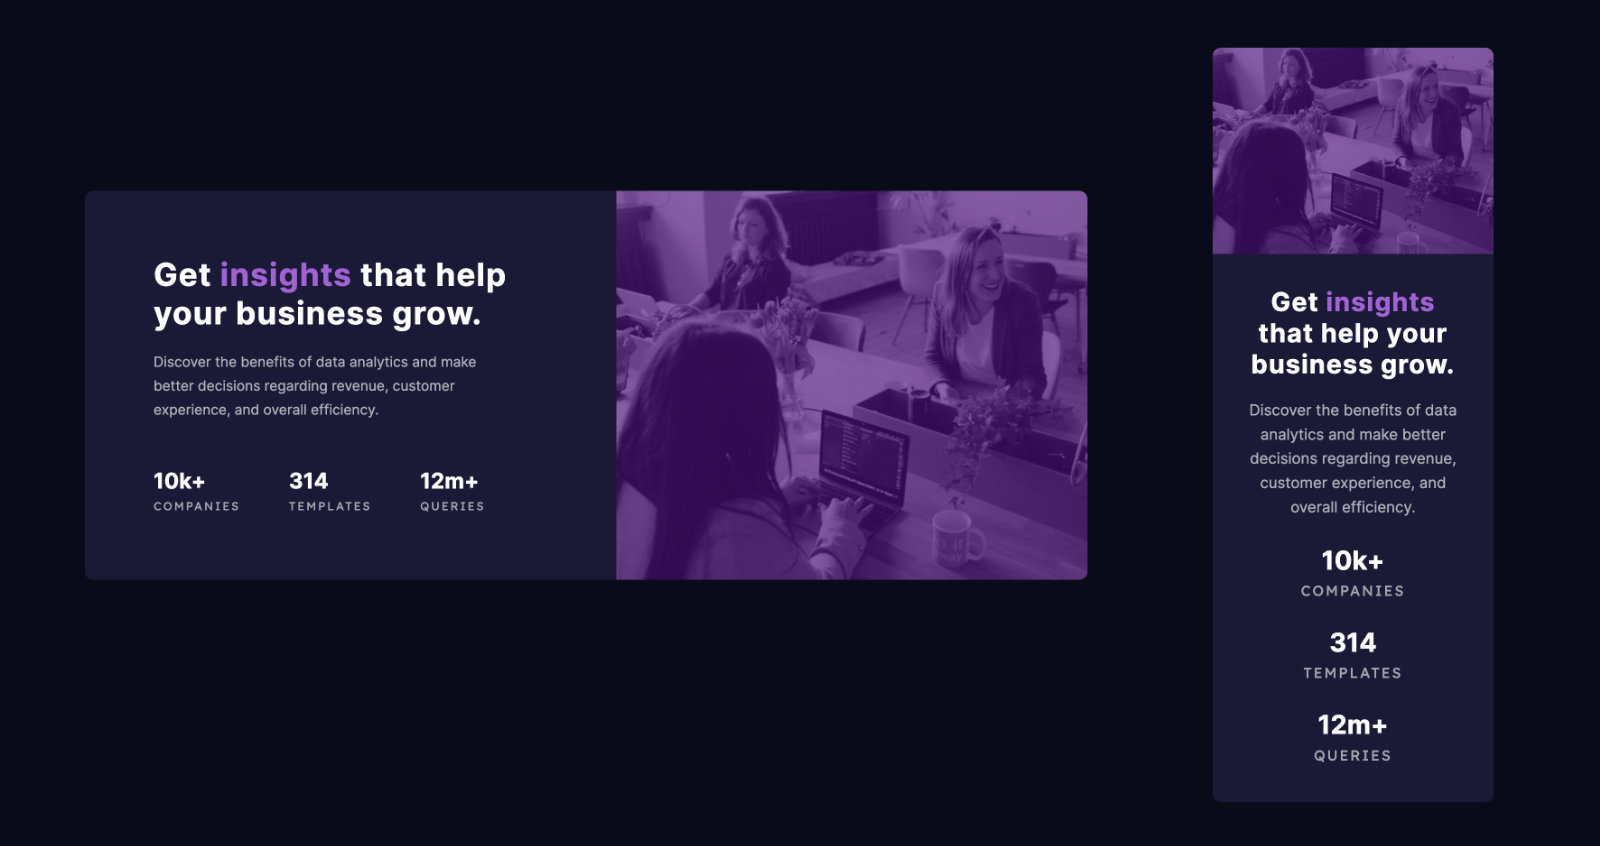 Get insights that help
your business grow.
Discover the benefits of data analytics and make
better decisions regarding revenue, customer
experience, and overall efficiency.
10k+
COMPANIES
314
TEMPLATES
12m+
QUERIES
Get insights
that help your
business grow.
Discover the benefits of data
analytics and make better
decisions regarding revenue,
customer experience, and
overall efficiency.
10k+
COMPANIES
314
TEMPLATES
12m+
QUERIES